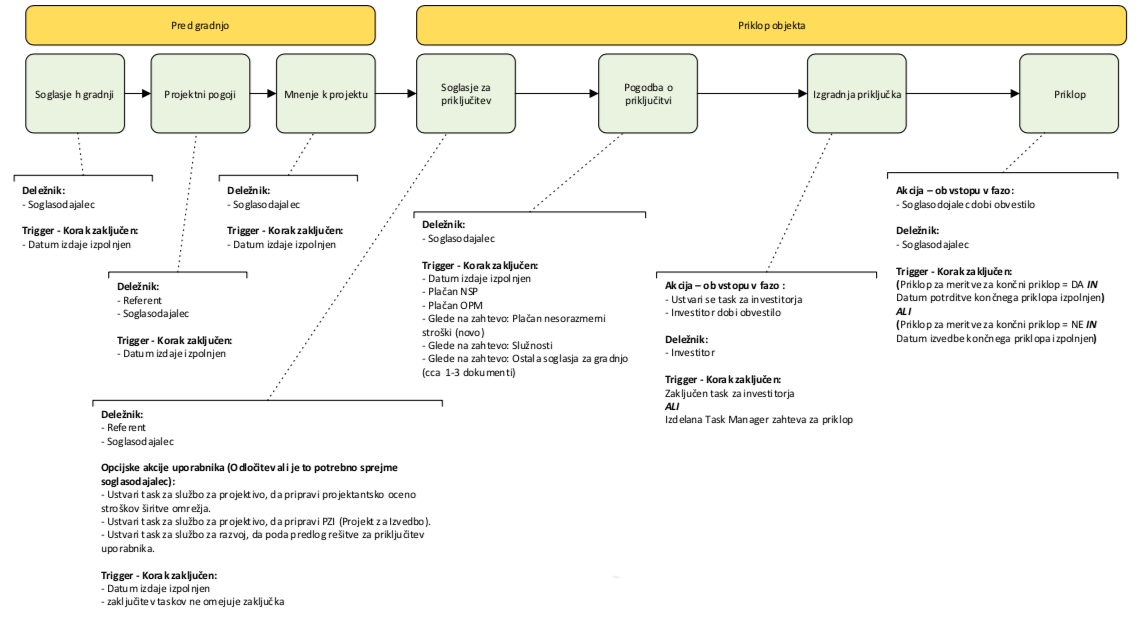 Pred gradnjo
Priklop objekta
Soglasje h gradnji
Projektni pogoji
Mnenje k projektu
Soglasje za
priključitev
Pogodba o
priključitvi
Izgradnja priključka
Priklop
Deležnik:
- Soglasodajalec
Trigger - Korak zaključen:
- Datum izdaje izpolnjen
Deležnik:
- Referent
- Soglasodajalec
Trigger - Korak zaključen:
- Datum izdaje izpolnjen
Deležnik:
- Soglasodajalec
Trigger - Korak zaključen:
- Datum izdaje izpolnjen
Deležnik:
- Referent
- Soglasodajalec
Opcijske akcije uporabnika (Odločitev ali je to potrebno sprejme
soglasodajalec):
- Ustvari task za službo za projektivo, da pripravi projektantsko oceno
stroškov širitve omrežja.
- Ustvari task za službo za projektivo, da pripravi PZI (Projekt za Izvedbo).
- Ustvari task za službo za razvoj, da poda predlog rešitve za priključitev
uporabnika.
Trigger - Korak zaključen:
- Datum izdaje izpolnjen
- zaključitev taskov ne omejuje zaključka
Deležnik:
- Soglasodajalec
Trigger - Korak zaključen:
- Datum izdaje izpolnjen
- Plačan NSP
- Plačan OPM
- Glede na zahtevo: Plačan nesorazmerni
stroški (novo)
- Glede na zahtevo: Služnosti
- Glede na zahtevo: Ostala soglasja za gradnjo
(cca 1-3 dokumenti)
Akcija – ob vstopu v fazo :
- Ustvari se task za investitorja
- Investitor dobi obvestilo
Deležnik:
- Investitor
Trigger - Korak zaključen:
Zaključen task za investitorja
ALI
Izdelana Task Manager zahteva za priklop
Akcija – ob vstopu v fazo:
- Soglasodojalec dobi obvestilo
Deležnik:
- Soglasodajalec
Trigger - Korak zaključen:
(Priklop za meritve za končni priklop = DA IN
Datum potrditve končnega priklopa izpolnjen)
ALI
(Priklop za meritve za končni priklop = NE IN
Datum izvedbe končnega priklopa izpolnjen)